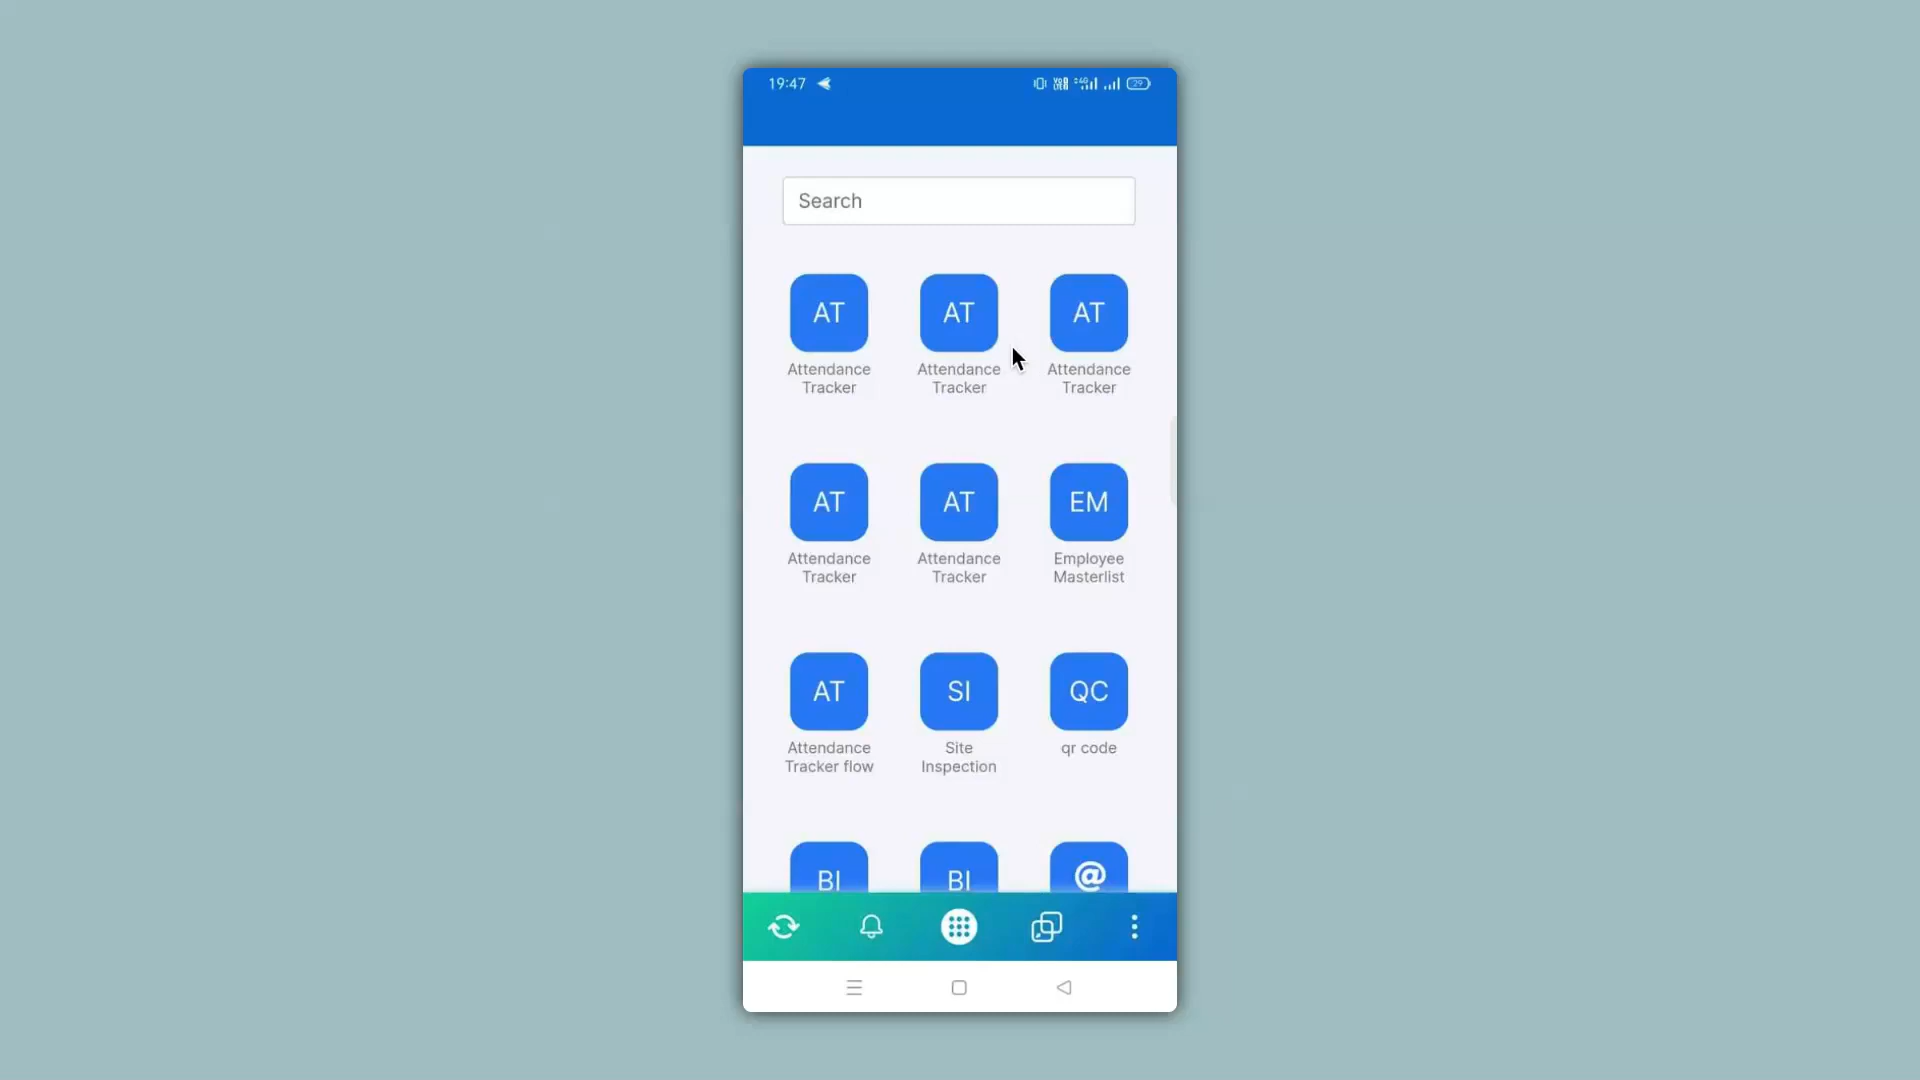 19:47
29
Search
AT AT AT
Attendance Attendance Attendance
Tracker Tracker Tracker
AT AT EM
Attendance Attendance Employee
Tracker Tracker Masterlist
AT SI QC
Attendance Site qr code
Tracker flow Inspection
BI BI @